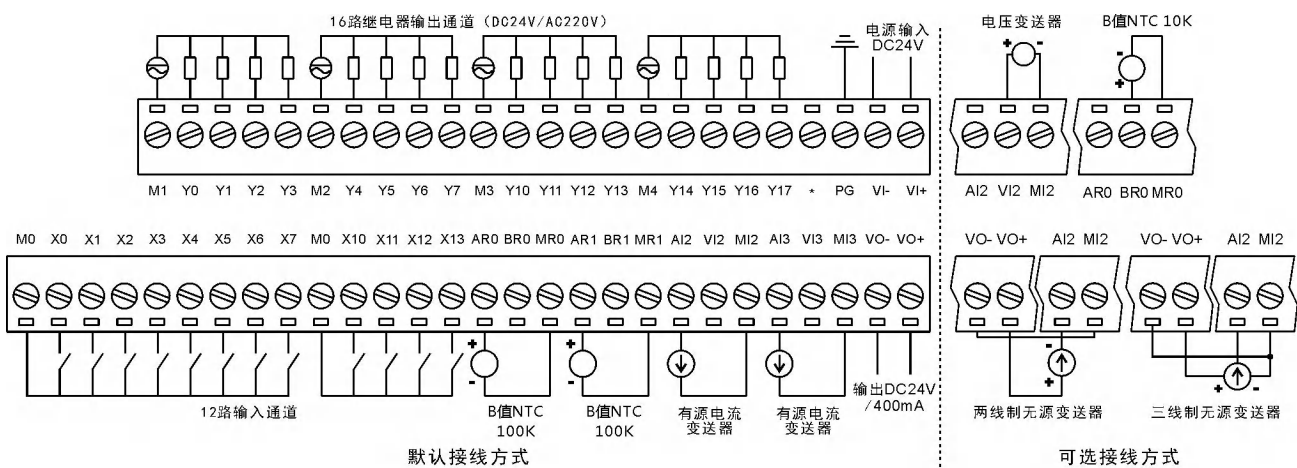 16路继电器输出通道（DC24V/AC220V）
电源输入
DC24V
电压变送器
B值NTC 10K
+ -
-
+
M1 Y0 Y1 Y2 Y3 M2 Y4 Y5 Y6 Y7 M3 Y10 Y11 Y12 Y13 M4 Y14 Y15 Y16 Y17 * PG VI- VI+
AI2 VI2 MI2
AR0 BR0 MR0
M0 X0 X1 X2 X3 X4 X5 X6 X7 M0 X10 X11 X12 X13 AR0 BR0 MR0 AR1 BR1 MR1 AI2 VI2 MI2 AI3 VI3 MI3 VO- VO+
VO- VO+ AI2 MI2
VO- VO+ AI2 MI2
+
-
+
-
-
+
+ -
12路输入通道
B值NTC
100K
B值NTC
100K
有源电流
变送器
有源电流
变送器
输出DC24V
/400mA
两线制无源变送器
三线制无源变送器
默认接线方式
可选接线方式